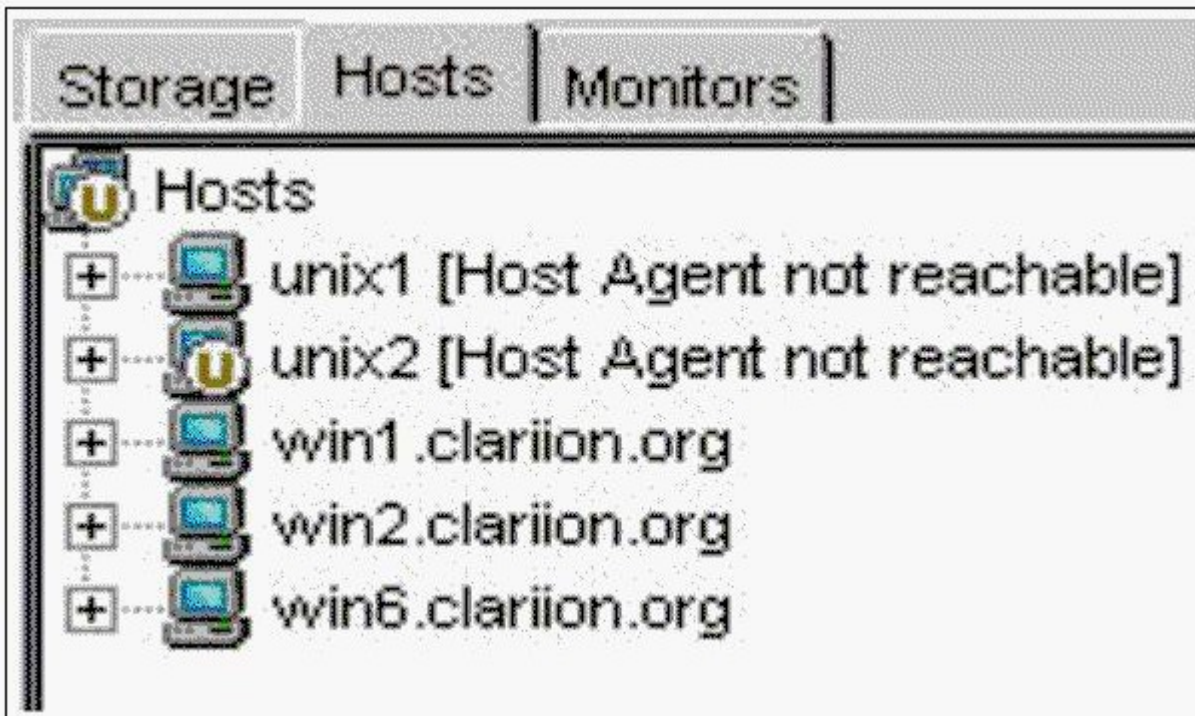 Storage Hosts Monitors
U Hosts
unix1 [Host Agent not reachable]
U unix2 [Host Agent not reachable]
win1.clariion.org
win2.clariion.org
win6.clariion.org